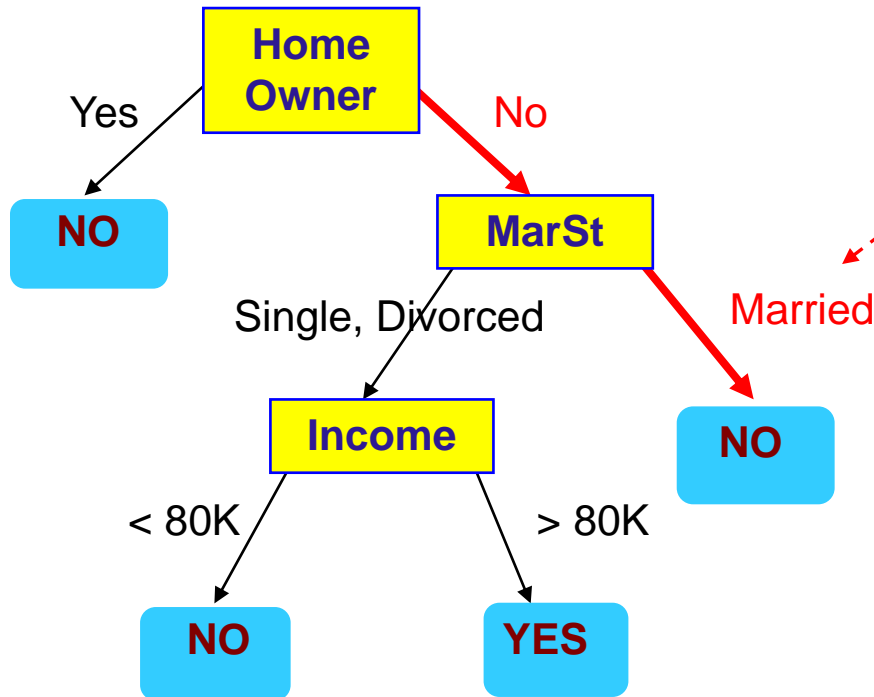 Home
Owner
Yes
No
NO
MarSt
Single, Divorced
Married
Income
NO
< 80K
> 80K
NO
YES